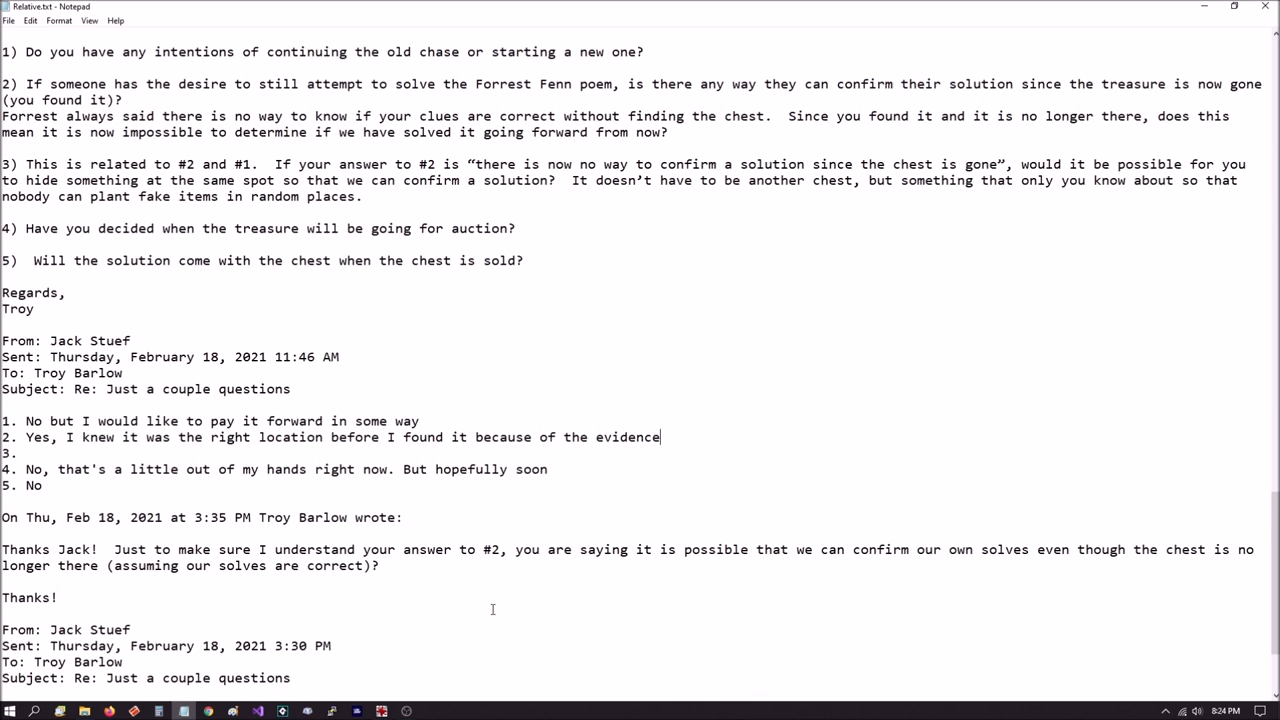 Relative.txt - Notepad
File Edit Format View Help
1) Do you have any intentions of continuing the old chase or starting a new one?
2) If someone has the desire to still attempt to solve the Forrest Fenn poem, is there any way they can confirm their solution since the treasure is now gone
(you found it)?
Forrest always said there is no way to know if your clues are correct without finding the chest.  Since you found it and it is no longer there, does this
mean it is now impossible to determine if we have solved it going forward from now?
3) This is related to #2 and #1.  If your answer to #2 is “there is now no way to confirm a solution since the chest is gone”, would it be possible for you
to hide something at the same spot so that we can confirm a solution?  It doesn’t have to be another chest, but something that only you know about so that
nobody can plant fake items in random places.
4) Have you decided when the treasure will be going for auction?
5)  Will the solution come with the chest when the chest is sold?
Regards,
Troy
From: Jack Stuef
Sent: Thursday, February 18, 2021 11:46 AM
To: Troy Barlow
Subject: Re: Just a couple questions
1. No but I would like to pay it forward in some way
2. Yes, I knew it was the right location before I found it because of the evidence
3.
4. No, that's a little out of my hands right now. But hopefully soon
5. No
On Thu, Feb 18, 2021 at 3:35 PM Troy Barlow wrote:
Thanks Jack!  Just to make sure I understand your answer to #2, you are saying it is possible that we can confirm our own solves even though the chest is no
longer there (assuming our solves are correct)?
Thanks!
From: Jack Stuef
Sent: Thursday, February 18, 2021 3:30 PM
To: Troy Barlow
Subject: Re: Just a couple questions
8:24 PM